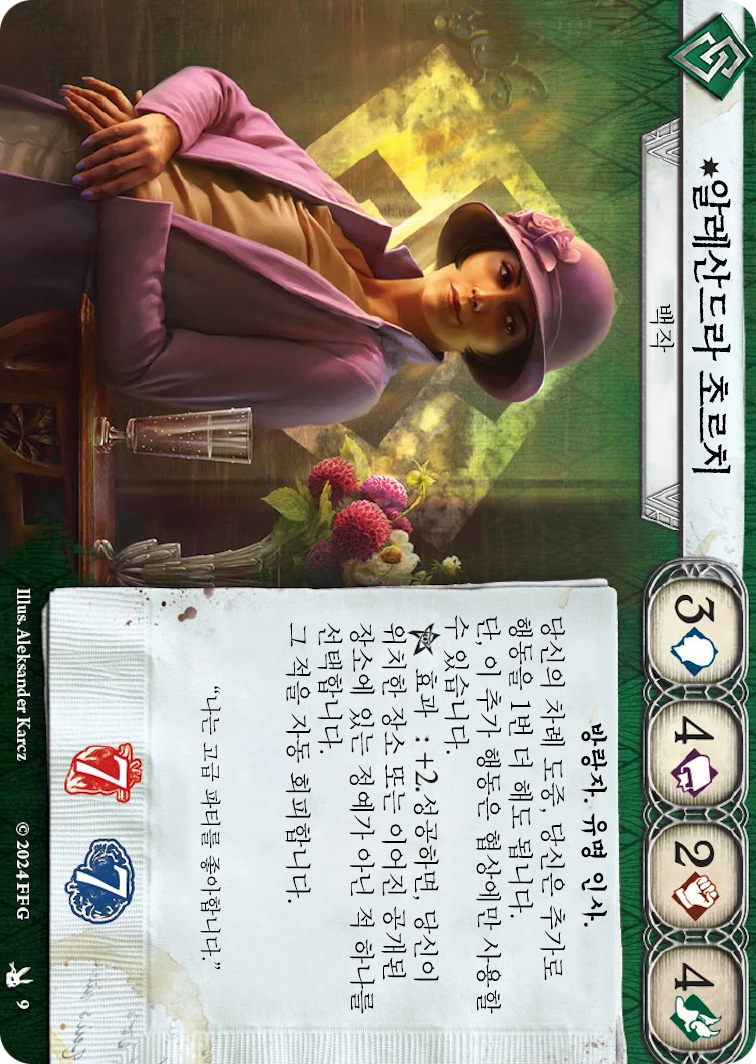 *알레산드라 초르치
백작
3 4 2 4
방랑자. 유명 인사.
당신의 차례 도중, 당신은 추가로
행동을 1번 더 해도 됩니다.
단, 이 추가 행동은 협상에만 사용할
수 있습니다.
효과 : +2. 성공하면, 당신이
위치한 장소 또는 이어진 공개된
장소에 있는 정예가 아닌 적 하나를
선택합니다.
그 적을 자동 회피합니다.
“나는 고급 파티를 좋아합니다.”
7 7
Illus. Aleksander Karcz
© 2024 FFG
9